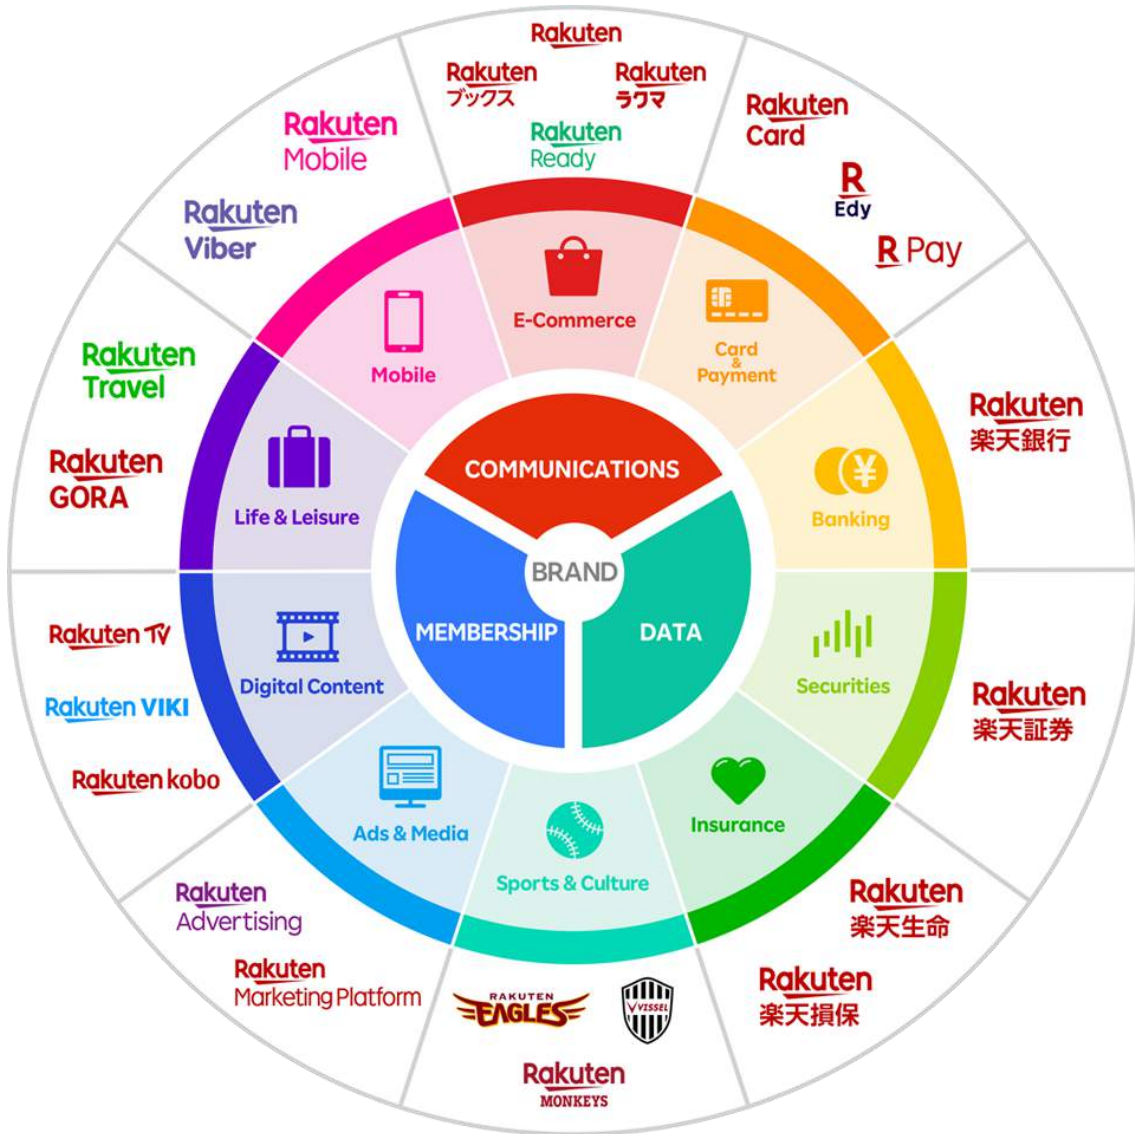 Rakuten
Rakuten
ブックス
Rakuten
ラクマ
Rakuten
Ready
Rakuten
Card
R
Edy
R Pay
Rakuten
楽天銀行
Rakuten
楽天証券
Rakuten
楽天生命
Rakuten
楽天損保
RAKUTEN
EAGLES
VISSEL
Rakuten
MONKEYS
Rakuten
Marketing Platform
Rakuten
Advertising
Rakuten kobo
Rakuten VIKI
Rakuten TV
Rakuten
GORA
Rakuten
Travel
Rakuten
Viber
Rakuten
Mobile
E-Commerce
Card
&
Payment
¥
Banking
Securities
Insurance
Sports & Culture
Ads & Media
Digital Content
Life & Leisure
Mobile
COMMUNICATIONS
BRAND
MEMBERSHIP
DATA